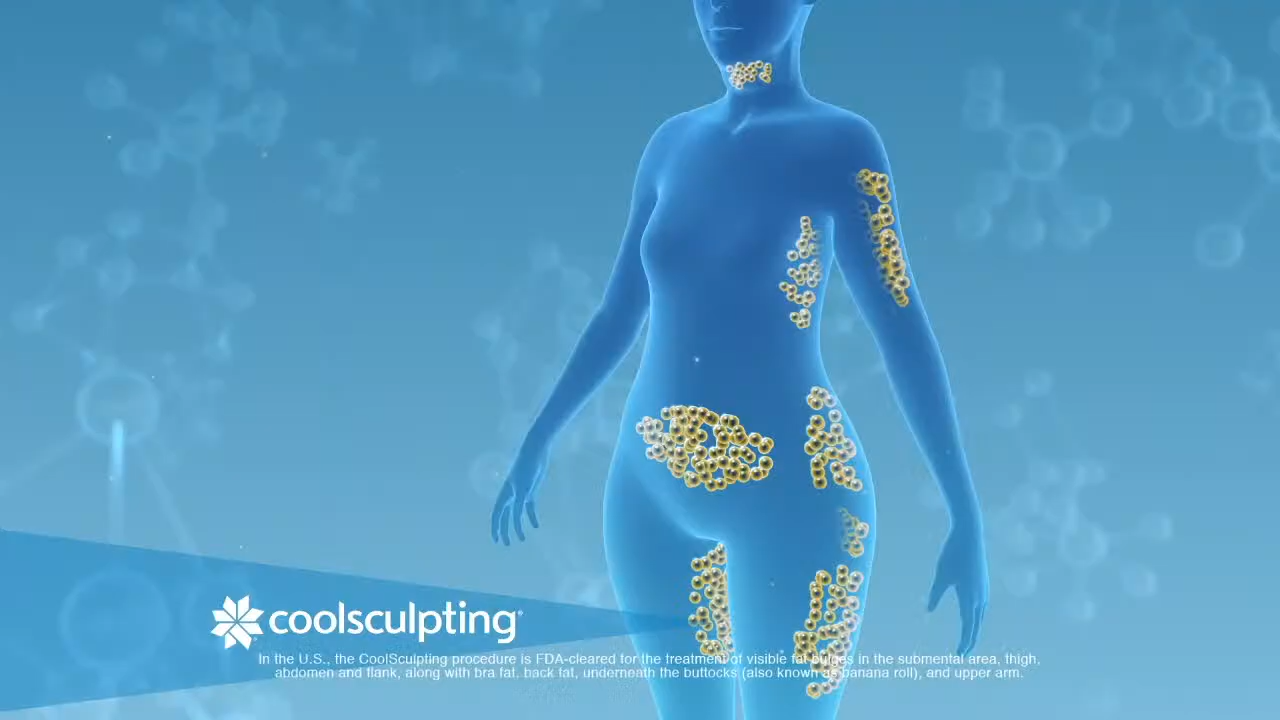 coolsculpting®
In the U.S., the CoolSculpting procedure is FDA-cleared for the treatment of visible fat bulges in the submental area, thigh,
abdomen and flank, along with bra fat, back fat, underneath the buttocks (also known as banana roll), and upper arm.